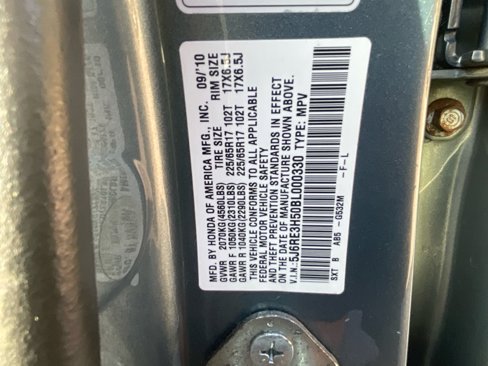 MFD. BY HONDA OF AMERICA MFG., INC. 09/'10
TIRE SIZE RIM SIZE
GVWR 2070KG(4560LBS)
GAWR F 1050KG(2310LBS) 225/65R17 102T 17X6.5J
GAWR R 1040KG(2290LBS) 225/65R17 102T 17X6.5J
THIS VEHICLE CONFORMS TO ALL APPLICABLE
FEDERAL MOTOR VEHICLE SAFETY
AND THEFT PREVENTION STANDARDS IN EFFECT
ON THE DATE OF MANUFACTURE SHOWN ABOVE.
V.I.N.: 5J6RE3H50BL000330 TYPE: MPV
SXT B AB5 -G532M -F-L